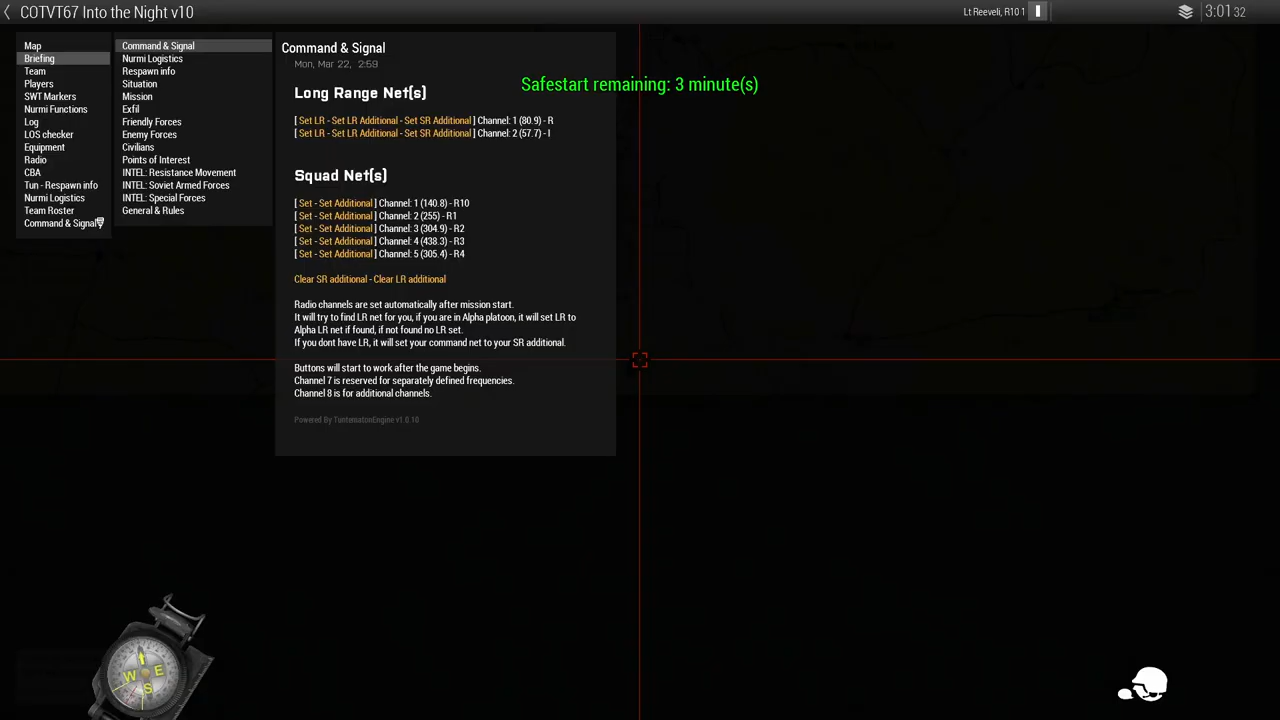 COTVT67 Into the Night v10
Lt Reeveli, R10 1
3:01 32
Map
Briefing
Team
Players
SWT Markers
Nurmi Functions
Log
LOS checker
Equipment
Radio
CBA
Tun - Respawn info
Nurmi Logistics
Team Roster
Command & Signal
Command & Signal
Nurmi Logistics
Respawn info
Situation
Mission
Exfil
Friendly Forces
Enemy Forces
Civilians
Points of Interest
INTEL: Resistance Movement
INTEL: Soviet Armed Forces
INTEL: Special Forces
General & Rules
Command & Signal
Mon, Mar 22, 2:59
Safestart remaining: 3 minute(s)
Long Range Net(s)
[ Set LR - Set LR Additional - Set SR Additional ] Channel: 1 (80.9) - R
[ Set LR - Set LR Additional - Set SR Additional ] Channel: 2 (57.7) - I
Squad Net(s)
[ Set - Set Additional ] Channel: 1 (140.8) - R10
[ Set - Set Additional ] Channel: 2 (255) - R1
[ Set - Set Additional ] Channel: 3 (304.9) - R2
[ Set - Set Additional ] Channel: 4 (438.3) - R3
[ Set - Set Additional ] Channel: 5 (305.4) - R4
Clear SR additional - Clear LR additional
Radio channels are set automatically after mission start.
It will try to find LR net for you, if you are in Alpha platoon, it will set LR to
Alpha LR net if found, if not found no LR set.
If you dont have LR, it will set your command net to your SR additional.
Buttons will start to work after the game begins.
Channel 7 is reserved for separately defined frequencies.
Channel 8 is for additional channels.
Powered By TuntematonEngine v1.0.10
W E
S